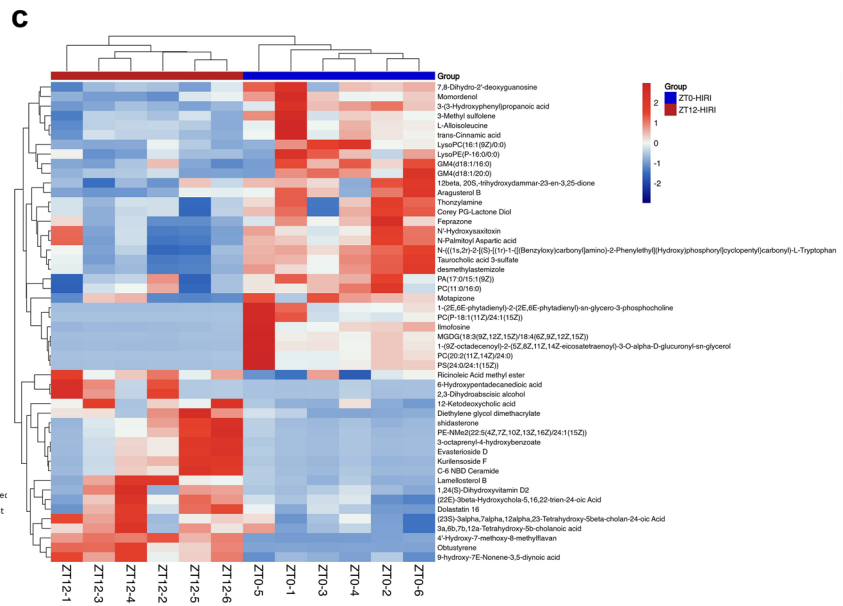 c
Group
7,8-Dihydro-2'-deoxyguanosine
Momordenol
3-(3-Hydroxyphenyl)propanoic acid
3-Methyl sulfolene
L-Alloisoleucine
trans-Cinnamic acid
LysoPC(16:1(9Z)/0:0)
LysoPE(P-16:0/0:0)
GM4(d18:1/16:0)
GM4(d18:1/20:0)
12beta, 20S,-trihydroxydammar-23-en-3,25-dione
Aragusterol B
Thonzylamine
Corey PG-Lactone Diol
Feprazone
N'-Hydroxysaxitoxin
N-Palmitoyl Aspartic acid
N-(((1s,2r)-2-[(S)-[(1r)-1-([(Benzyloxy)carbonyl]amino)-2-Phenylethyl](Hydroxy)phosphoryl]cyclopentyl)carbonyl)-L-Tryptophan
Taurocholic acid 3-sulfate
desmethylastemizole
PA(17:0/15:1(9Z))
PC(11:0/16:0)
Motapizone
1-(2E,6E-phytadienyl)-2-(2E,6E-phytadienyl)-sn-glycero-3-phosphocholine
PC(P-18:1(11Z)/24:1(15Z))
Ilmofosine
MGDG(18:3(9Z,12Z,15Z)/18:4(6Z,9Z,12Z,15Z))
1-(9Z-octadecenoyl)-2-(5Z,8Z,11Z,14Z-eicosatetraenoyl)-3-O-alpha-D-glucuronyl-sn-glycerol
PC(20:2(11Z,14Z)/24:0)
PS(24:0/24:1(15Z))
Ricinoleic Acid methyl ester
6-Hydroxypentadecanedioic acid
2,3-Dihydroabscisic alcohol
12-Ketodeoxycholic acid
Diethylene glycol dimethacrylate
shidasterone
PE-NMe2(22:5(4Z,7Z,10Z,13Z,16Z)/24:1(15Z))
3-octaprenyl-4-hydroxybenzoate
Evasterioside D
Kurilensoside F
C-6 NBD Ceramide
Lamellosterol B
1,24(S)-Dihydroxyvitamin D2
(22E)-3beta-Hydroxychola-5,16,22-trien-24-oic Acid
Dolastatin 16
(23S)-3alpha,7alpha,12alpha,23-Tetrahydroxy-5beta-cholan-24-oic Acid
3a,6b,7b,12a-Tetrahydroxy-5b-cholanoic acid
4'-Hydroxy-7-methoxy-8-methylflavan
Obtustyrene
9-hydroxy-7E-Nonene-3,5-diynoic acid
ZT12-1
ZT12-3
ZT12-4
ZT12-2
ZT12-5
ZT12-6
ZT0-5
ZT0-1
ZT0-3
ZT0-4
ZT0-2
ZT0-6
2
1
0
-1
-2
Group
ZT0-HIRI
ZT12-HIRI